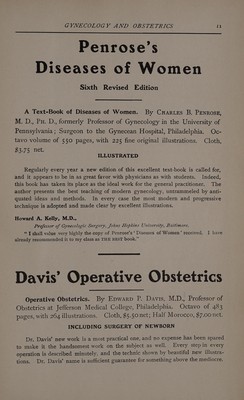 GYNECOLOGY AND OBSTETRICS 11
Penrose's
Diseases of Women
Sixth Revised Edition
A Text-Book of Diseases of Women. By CHARLES B. PENROSE,
M. D., PH. D., formerly Professor of Gynecology in the University of
Pennsylvania; Surgeon to the Gynecean Hospital, Philadelphia. Oc-
tavo volume of 550 pages, with 225 fine original illustrations. Cloth,
$3.75 net.
ILLUSTRATED
Regularly every year a new edition of this excellent text-book is called for,
and it appears to be in as great favor with physicians as with students. Indeed,
this book has taken its place as the ideal work for the general practitioner. The
author presents the best teaching of modern gynecology, untrammeled by anti-
quated ideas and methods. In every case the most modern and progressive
technique is adopted and made clear by excellent illustrations.
Howard A. Kelly, M.D.,
Professor of Gynecologic Surgery, Johns Hopkins University, Baltimore.
"I shall value very highly the copy of Penrose's 'Diseases of Women' received. I have
already recommended it to my class as THE BEST book."
Davis' Operative Obstetrics
Operative Obstetrics. By EDWARD P. DAVIS, M.D., Professor of
Obstetrics at Jefferson Medical College, Philadelphia. Octavo of 483
pages, with 264 illustrations. Cloth, $5.50 net; Half Morocco, $7.00 net.
INCLUDING SURGERY OF NEWBORN
Dr. Davis' new work is a most practical one, and no expense has been spared
to make it the handsomest work on the subject as well. Every step in every
operation is described minutely, and the technic shown by beautiful new illustra-
tions. Dr. Davis' name is sufficient guarantee for something above the mediocre.